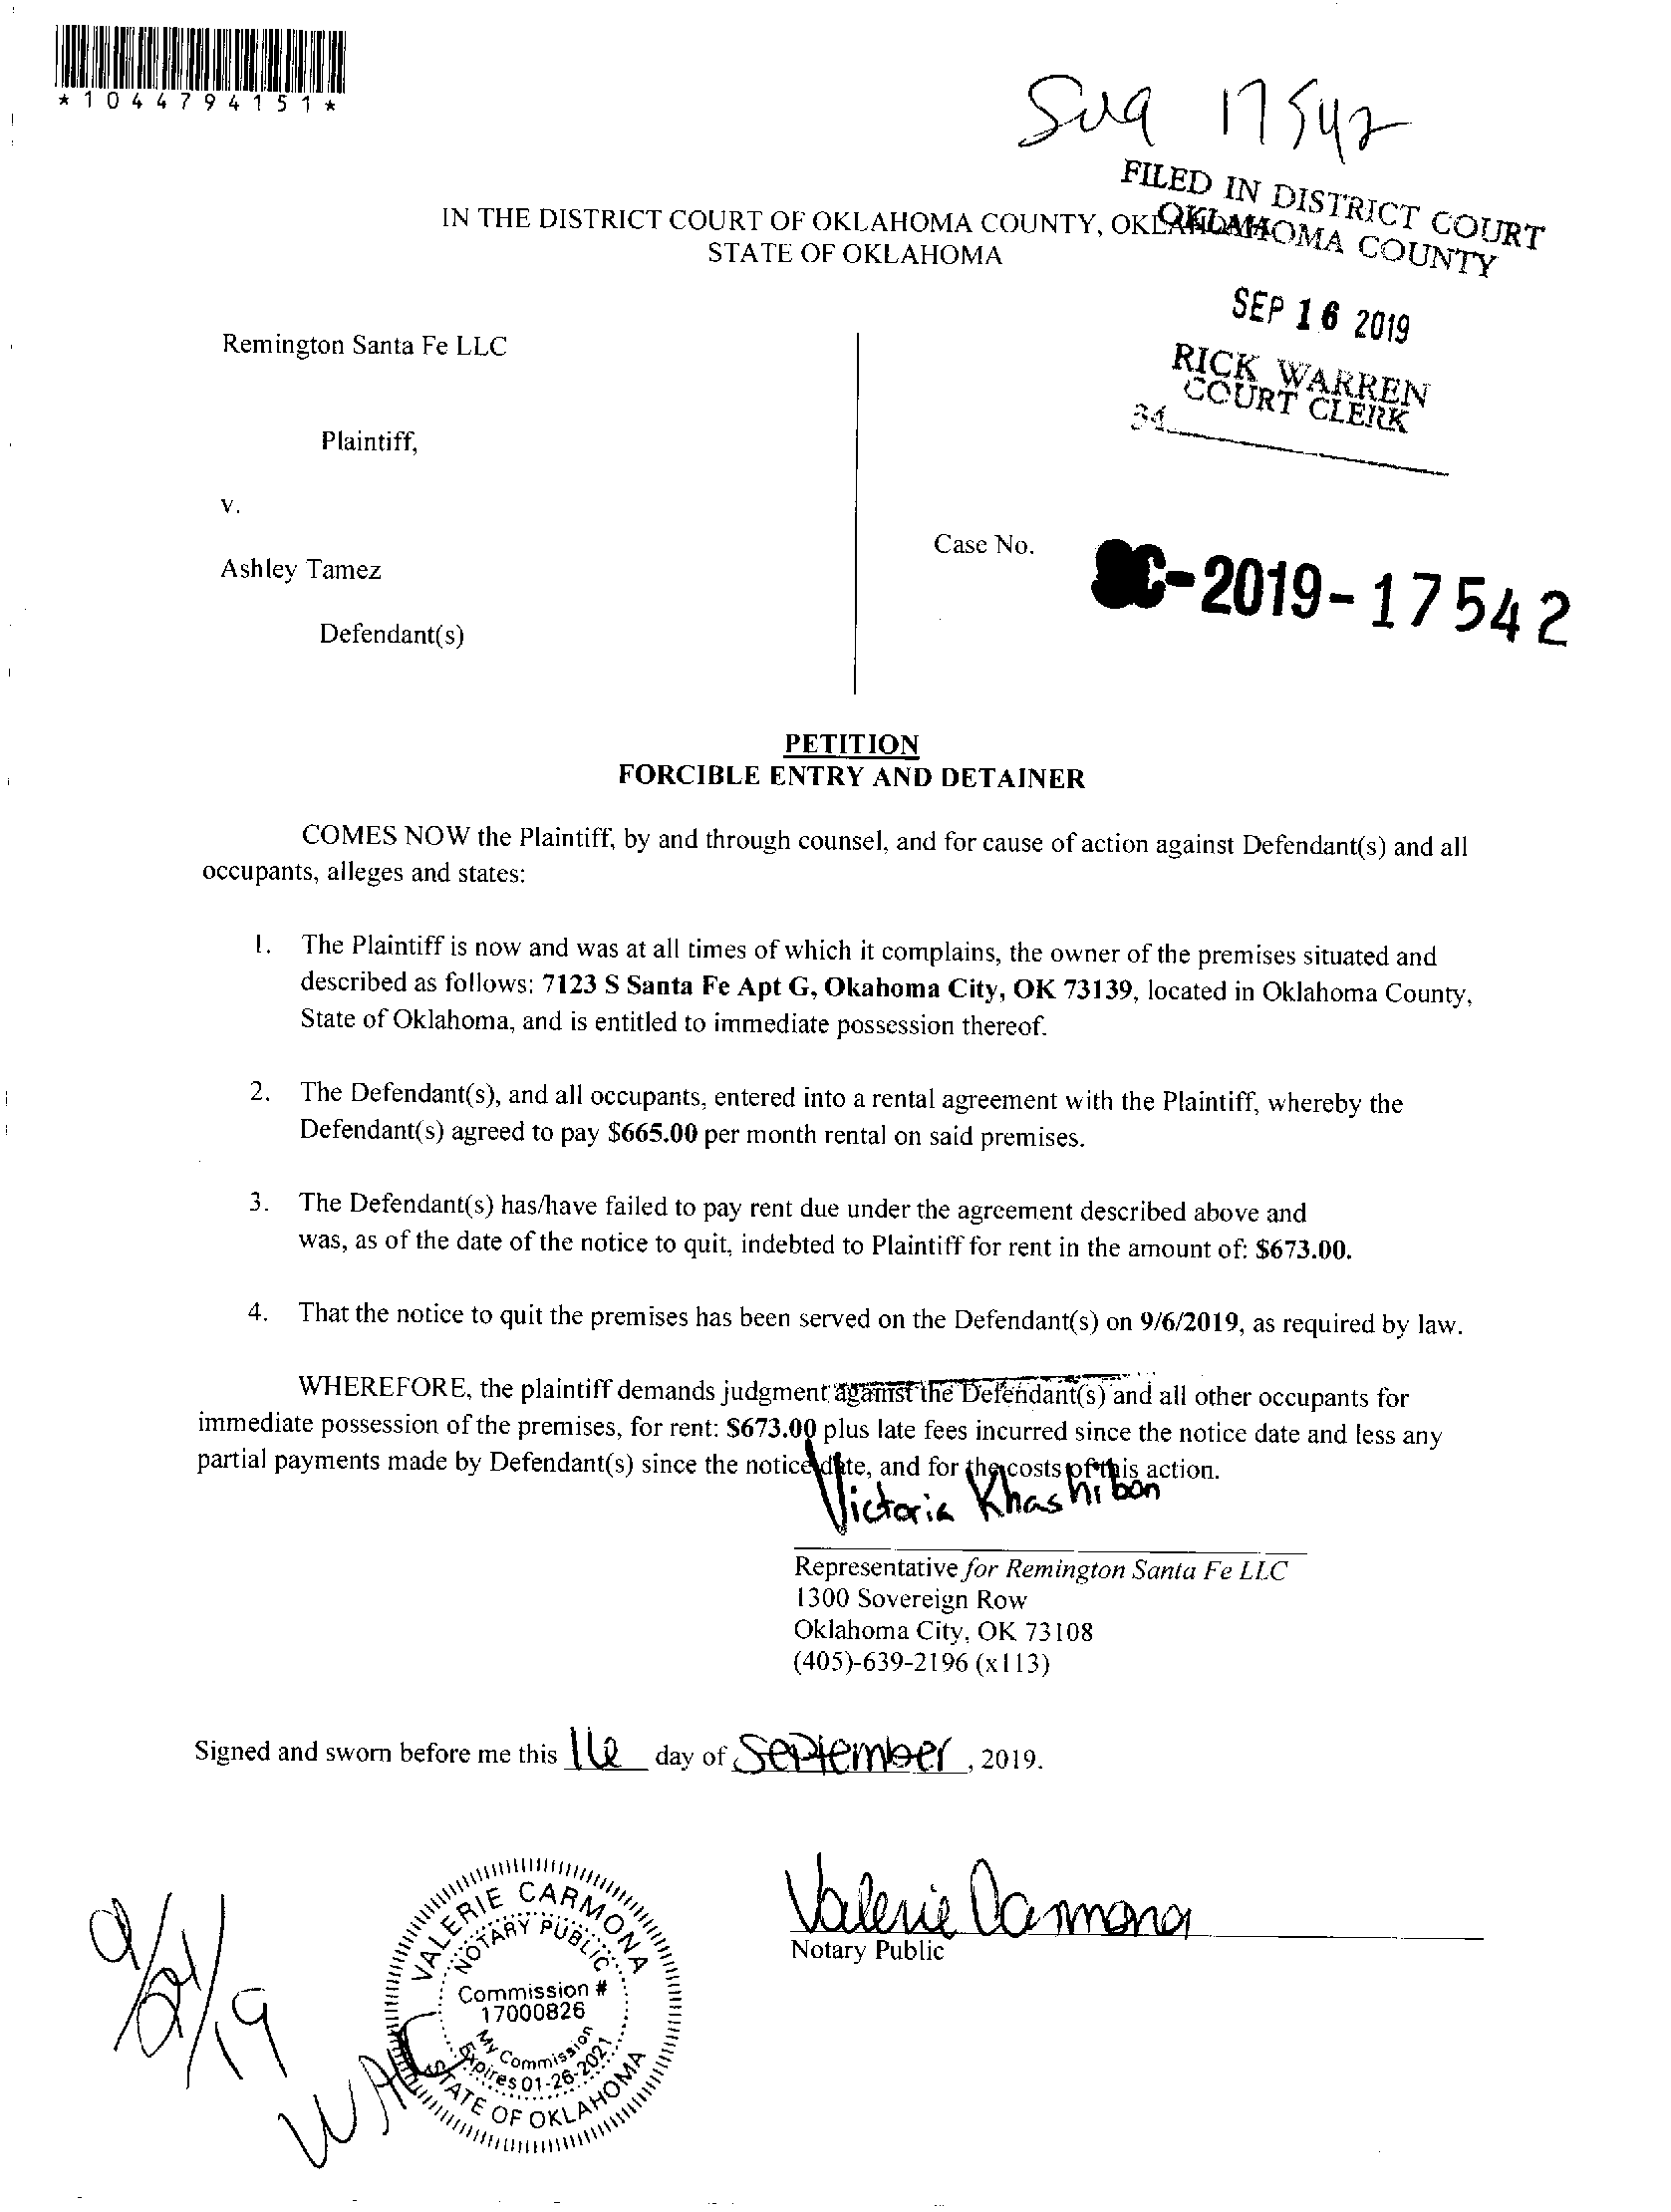 *1044794151*
17542
FILED IN DISTRICT COURT
OKLAHOMA COUNTY
IN THE DISTRICT COURT OF OKLAHOMA COUNTY, OKLAHOMA
STATE OF OKLAHOMA
SEP 16 2019
RICK WARREN
COURT CLERK
34
Remington Santa Fe LLC
Plaintiff,
v.
Case No.
SC-2019-17542
Ashley Tamez
Defendant(s)
PETITION
FORCIBLE ENTRY AND DETAINER
COMES NOW the Plaintiff, by and through counsel, and for cause of action against Defendant(s) and all
occupants, alleges and states:
1. The Plaintiff is now and was at all times of which it complains, the owner of the premises situated and
described as follows: 7123 S Santa Fe Apt G, Okahoma City, OK 73139, located in Oklahoma County,
State of Oklahoma, and is entitled to immediate possession thereof.
2. The Defendant(s), and all occupants, entered into a rental agreement with the Plaintiff, whereby the
Defendant(s) agreed to pay $665.00 per month rental on said premises.
3. The Defendant(s) has/have failed to pay rent due under the agreement described above and
was, as of the date of the notice to quit, indebted to Plaintiff for rent in the amount of: $673.00.
4. That the notice to quit the premises has been served on the Defendant(s) on 9/6/2019, as required by law.
WHEREFORE, the plaintiff demands judgment against the Defendant(s) and all other occupants for
immediate possession of the premises, for rent: $673.00 plus late fees incurred since the notice date and less any
partial payments made by Defendant(s) since the notice date, and for the costs of this action.
Victoria Khashibon
Representative for Remington Santa Fe LLC
1300 Sovereign Row
Oklahoma City, OK 73108
(405)-639-2196 (x113)
Signed and sworn before me this 16 day of September, 2019.
Valerie Carmona
Notary Public
VALERIE CARMONA
NOTARY PUBLIC
Commission #
17000826
My Commission
Expires 01-26-2021
STATE OF OKLAHOMA